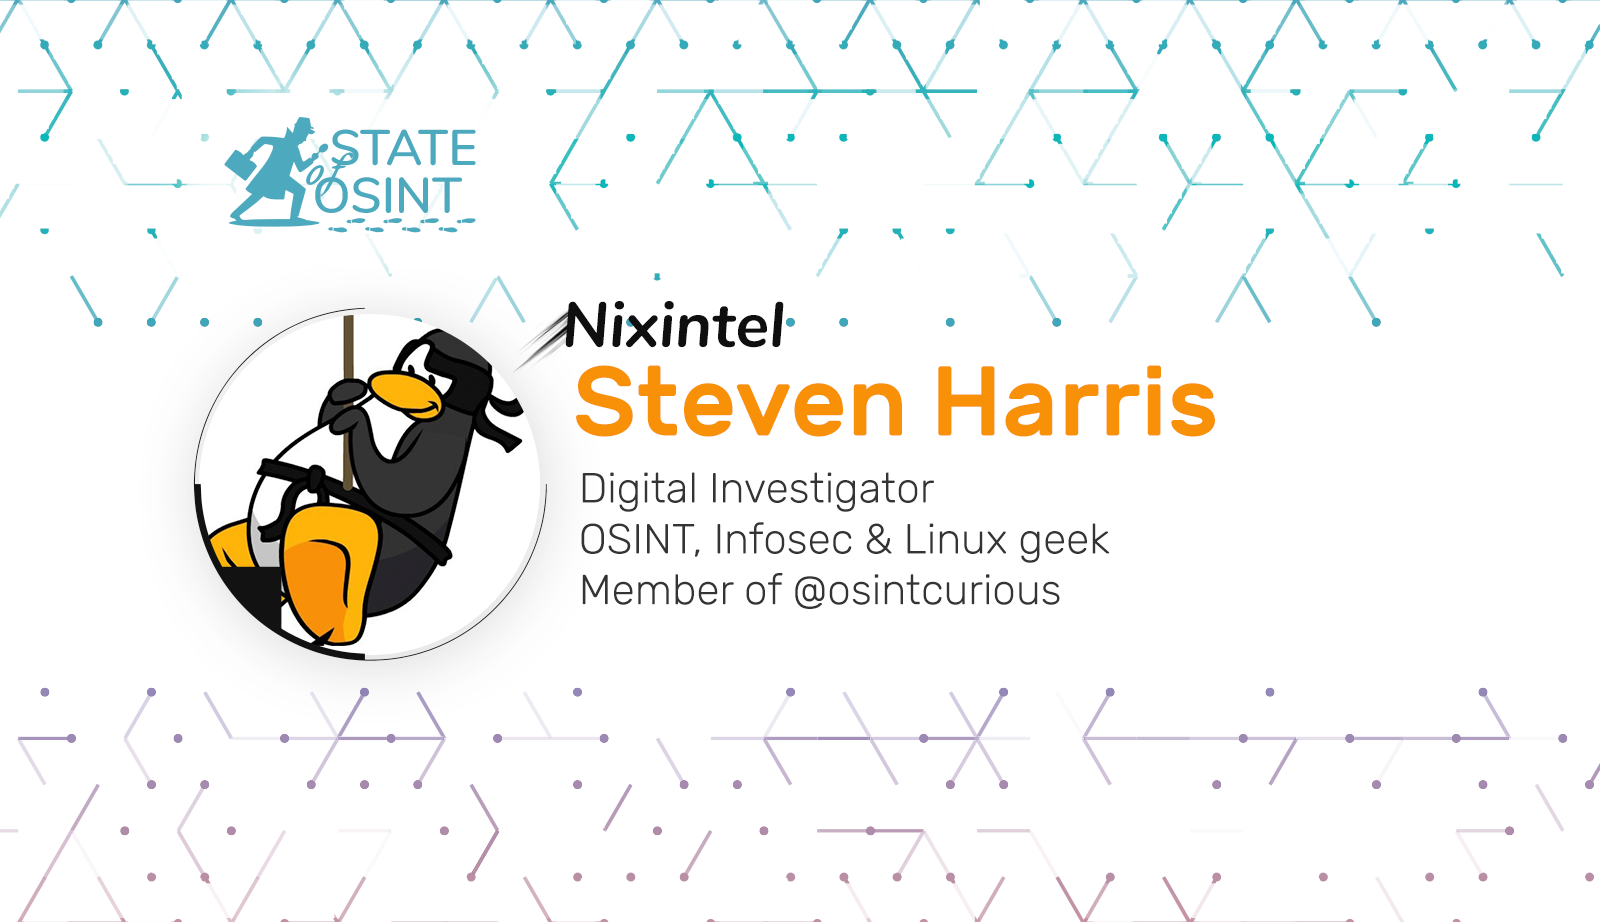 STATE
of
OSINT
Nixintel
Steven Harris
Digital Investigator
OSINT, Infosec & Linux geek
Member of @osintcurious